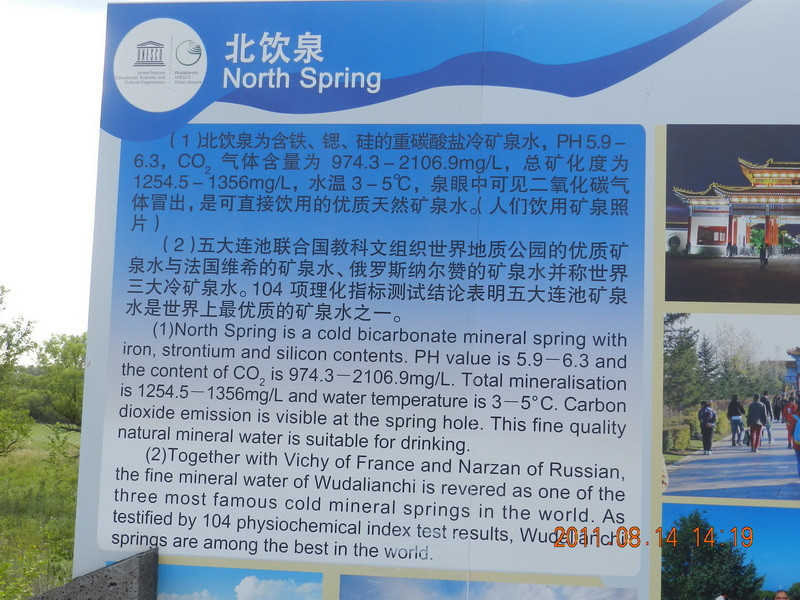 北饮泉
North Spring
UNESCO
United Nations
Educational, Scientific and
Cultural Organization
Wudalianchi
UNESCO
Global Geopark
(1)北饮泉为含铁、锶、硅的重碳酸盐冷矿泉水，PH 5.9–
6.3，CO2 气体含量为 974.3–2106.9mg/L，总矿化度为
1254.5–1356mg/L，水温 3–5℃，泉眼中可见二氧化碳气
体冒出，是可直接饮用的优质天然矿泉水。(人们饮用矿泉照
片)
(2)五大连池联合国教科文组织世界地质公园的优质矿
泉水与法国维希的矿泉水、俄罗斯纳尔赞的矿泉水并称世界
三大冷矿泉水。104 项理化指标测试结论表明五大连池矿泉
水是世界上最优质的矿泉水之一。
(1)North Spring is a cold bicarbonate mineral spring with
iron, strontium and silicon contents. PH value is 5.9—6.3 and
the content of CO2 is 974.3—2106.9mg/L. Total mineralisation
is 1254.5—1356mg/L and water temperature is 3—5°C. Carbon
dioxide emission is visible at the spring hole. This fine quality
natural mineral water is suitable for drinking.
(2)Together with Vichy of France and Narzan of Russian,
the fine mineral water of Wudalianchi is revered as one of the
three most famous cold mineral springs in the world. As
testified by 104 physiochemical index test results, Wudalianchi
springs are among the best in the world.
2011.08.14 14:19